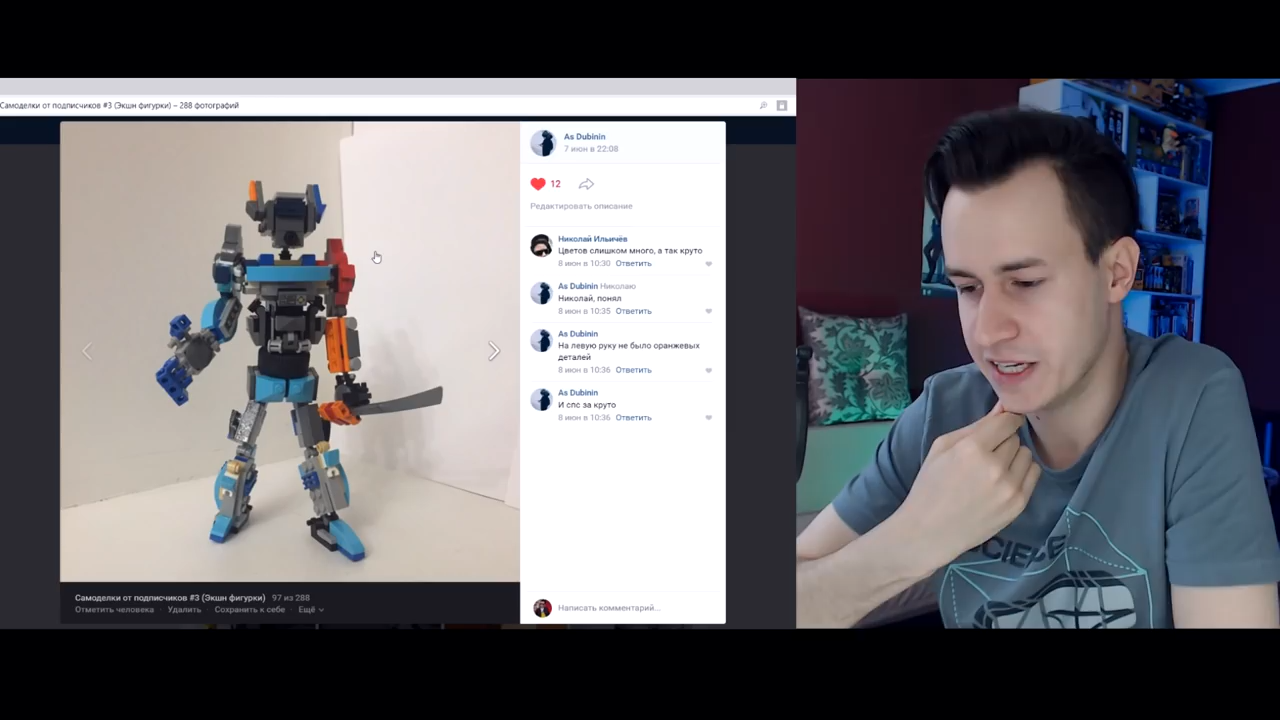 Самоделки от подписчиков #3 (Экшн фигурки) – 288 фотографий
As Dubinin
7 июн в 22:08
12
Редактировать описание
Николай Ильичёв
Цветов слишком много, а так круто
8 июн в 10:30 Ответить
As Dubinin Николаю
Николай, понял
8 июн в 10:35 Ответить
As Dubinin
На левую руку не было оранжевых
деталей
8 июн в 10:36 Ответить
As Dubinin
И спс за круто
8 июн в 10:36 Ответить
Самоделки от подписчиков #3 (Экшн фигурки) 97 из 288
Отметить человека · Удалить · Сохранить к себе · Ещё
Написать комментарий...